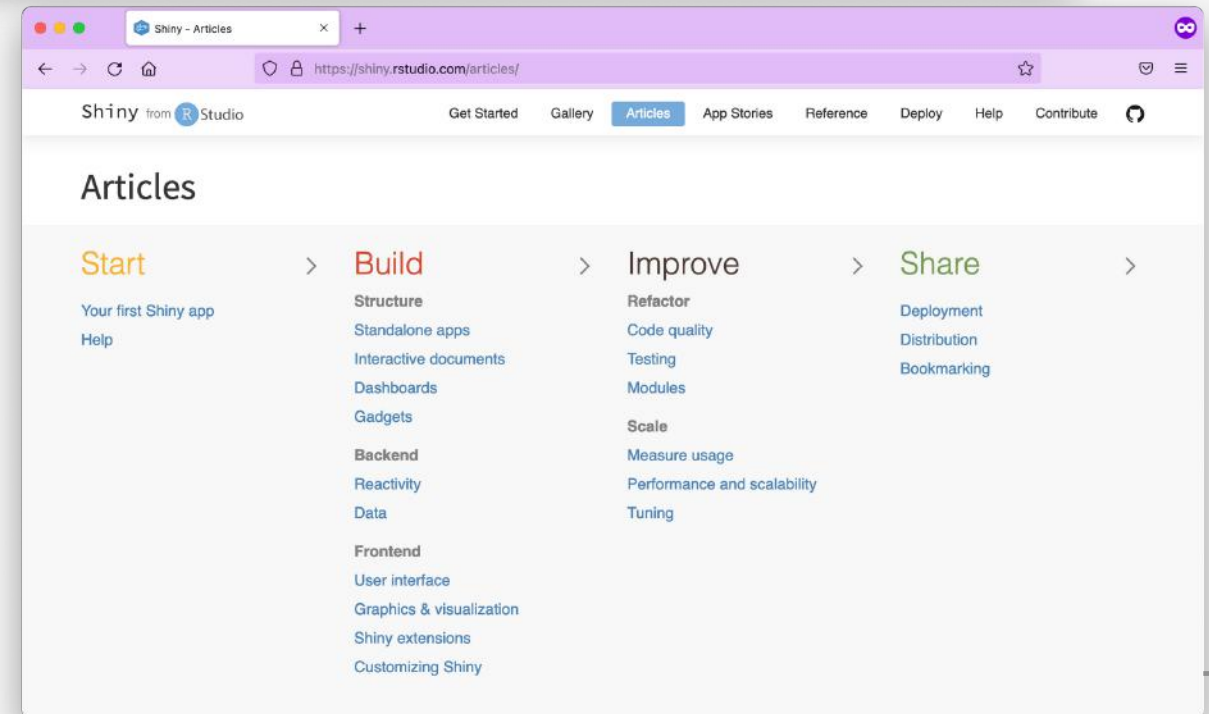 Shiny - Articles
https://shiny.rstudio.com/articles/
Shiny from R Studio
Get Started
Gallery
Articles
App Stories
Reference
Deploy
Help
Contribute
Articles
Start
Your first Shiny app
Help
Build
Structure
Standalone apps
Interactive documents
Dashboards
Gadgets
Backend
Reactivity
Data
Frontend
User interface
Graphics & visualization
Shiny extensions
Customizing Shiny
Improve
Refactor
Code quality
Testing
Modules
Scale
Measure usage
Performance and scalability
Tuning
Share
Deployment
Distribution
Bookmarking